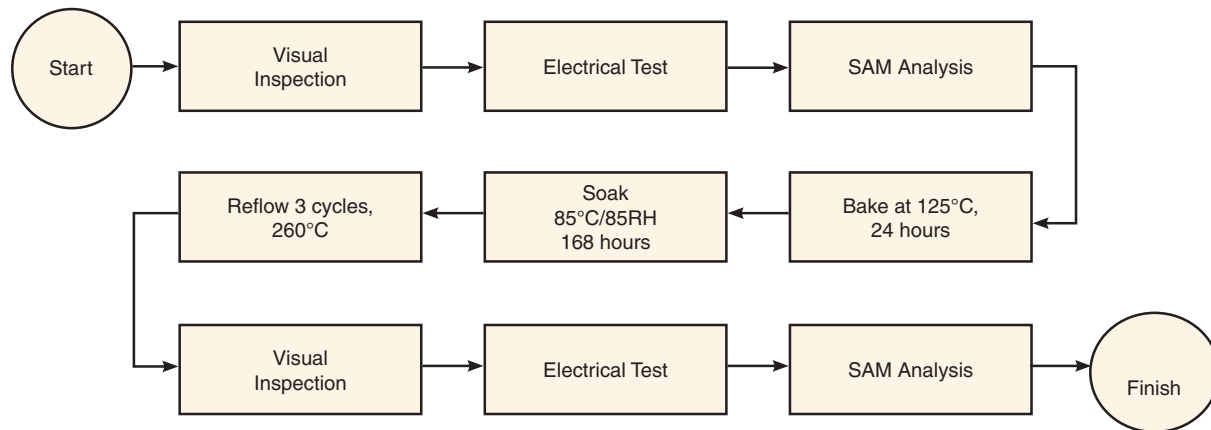 Start
Visual
Inspection
Electrical Test
SAM Analysis
Bake at 125°C,
24 hours
Soak
85°C/85RH
168 hours
Reflow 3 cycles,
260°C
Visual
Inspection
Electrical Test
SAM Analysis
Finish